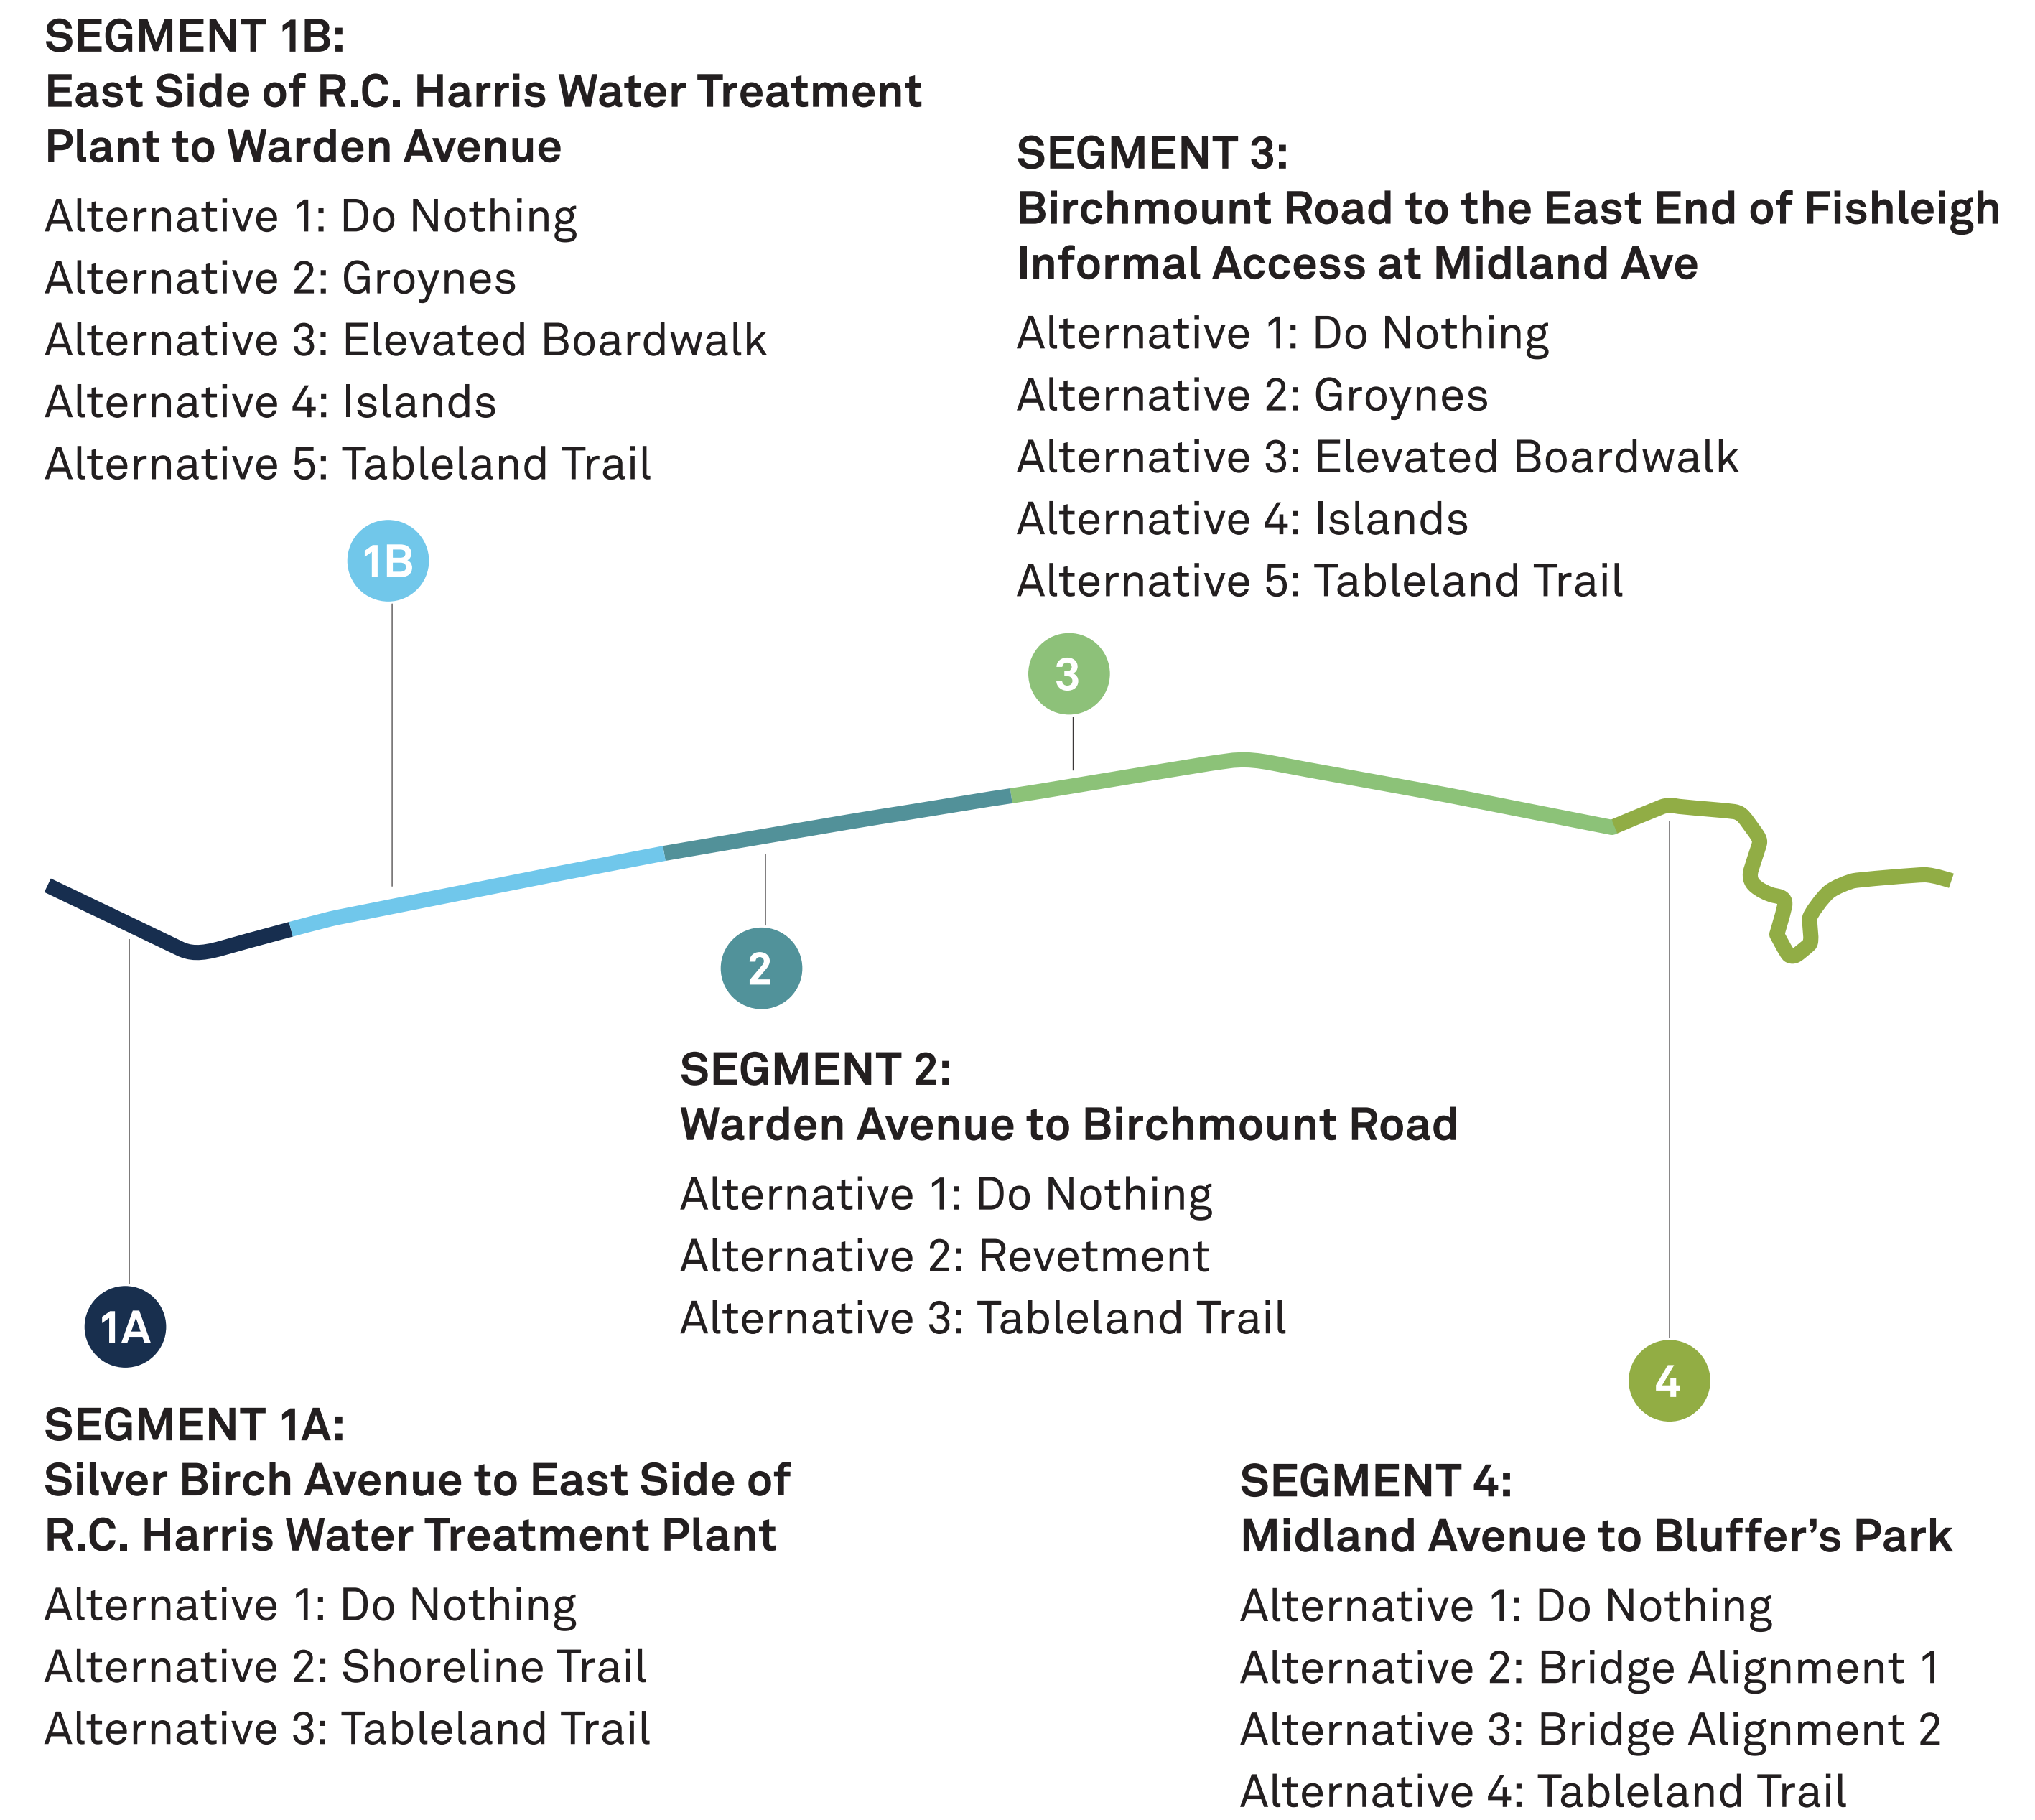 SEGMENT 1B:
East Side of R.C. Harris Water Treatment
Plant to Warden Avenue
Alternative 1: Do Nothing
Alternative 2: Groynes
Alternative 3: Elevated Boardwalk
Alternative 4: Islands
Alternative 5: Tableland Trail
1B
SEGMENT 3:
Birchmount Road to the East End of Fishleigh
Informal Access at Midland Ave
Alternative 1: Do Nothing
Alternative 2: Groynes
Alternative 3: Elevated Boardwalk
Alternative 4: Islands
Alternative 5: Tableland Trail
3
2
SEGMENT 2:
Warden Avenue to Birchmount Road
Alternative 1: Do Nothing
Alternative 2: Revetment
Alternative 3: Tableland Trail
1A
SEGMENT 1A:
Silver Birch Avenue to East Side of
R.C. Harris Water Treatment Plant
Alternative 1: Do Nothing
Alternative 2: Shoreline Trail
Alternative 3: Tableland Trail
4
SEGMENT 4:
Midland Avenue to Bluffer’s Park
Alternative 1: Do Nothing
Alternative 2: Bridge Alignment 1
Alternative 3: Bridge Alignment 2
Alternative 4: Tableland Trail